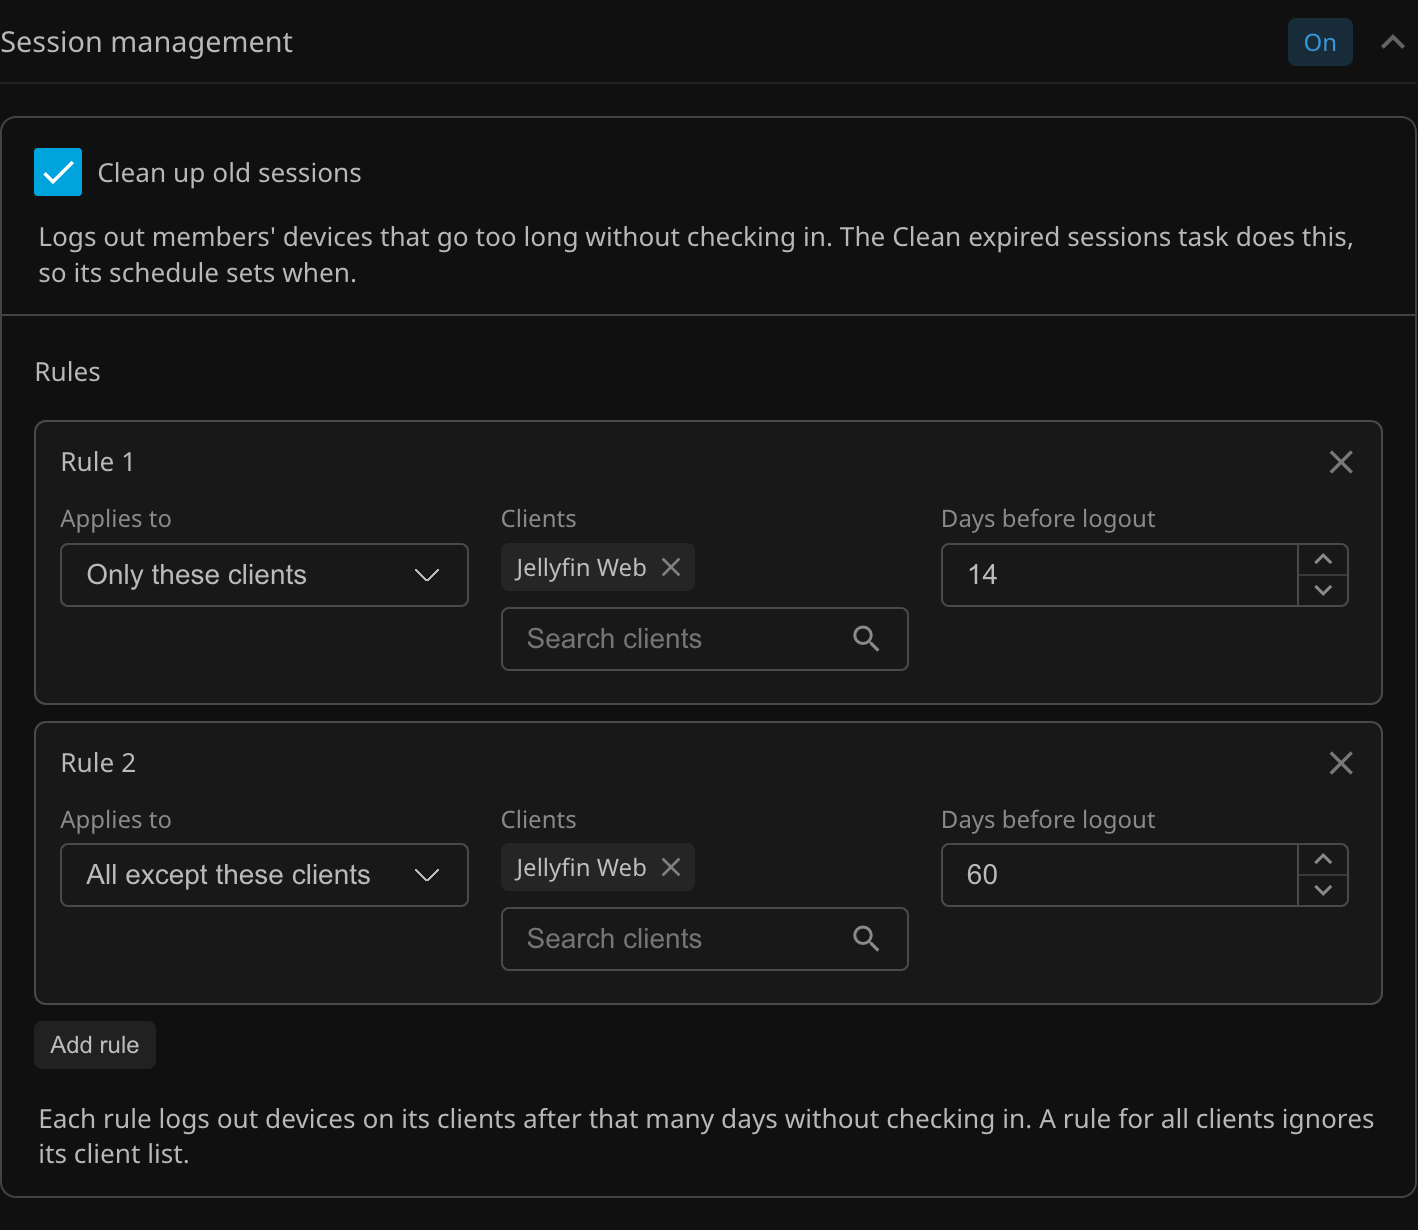 Session management
On
Clean up old sessions
Logs out members' devices that go too long without checking in. The Clean expired sessions task does this,
so its schedule sets when.
Rules
Rule 1
Applies to
Clients
Days before logout
Only these clients
Jellyfin Web
14
Search clients
Rule 2
Applies to
Clients
Days before logout
All except these clients
Jellyfin Web
60
Search clients
Add rule
Each rule logs out devices on its clients after that many days without checking in. A rule for all clients ignores
its client list.